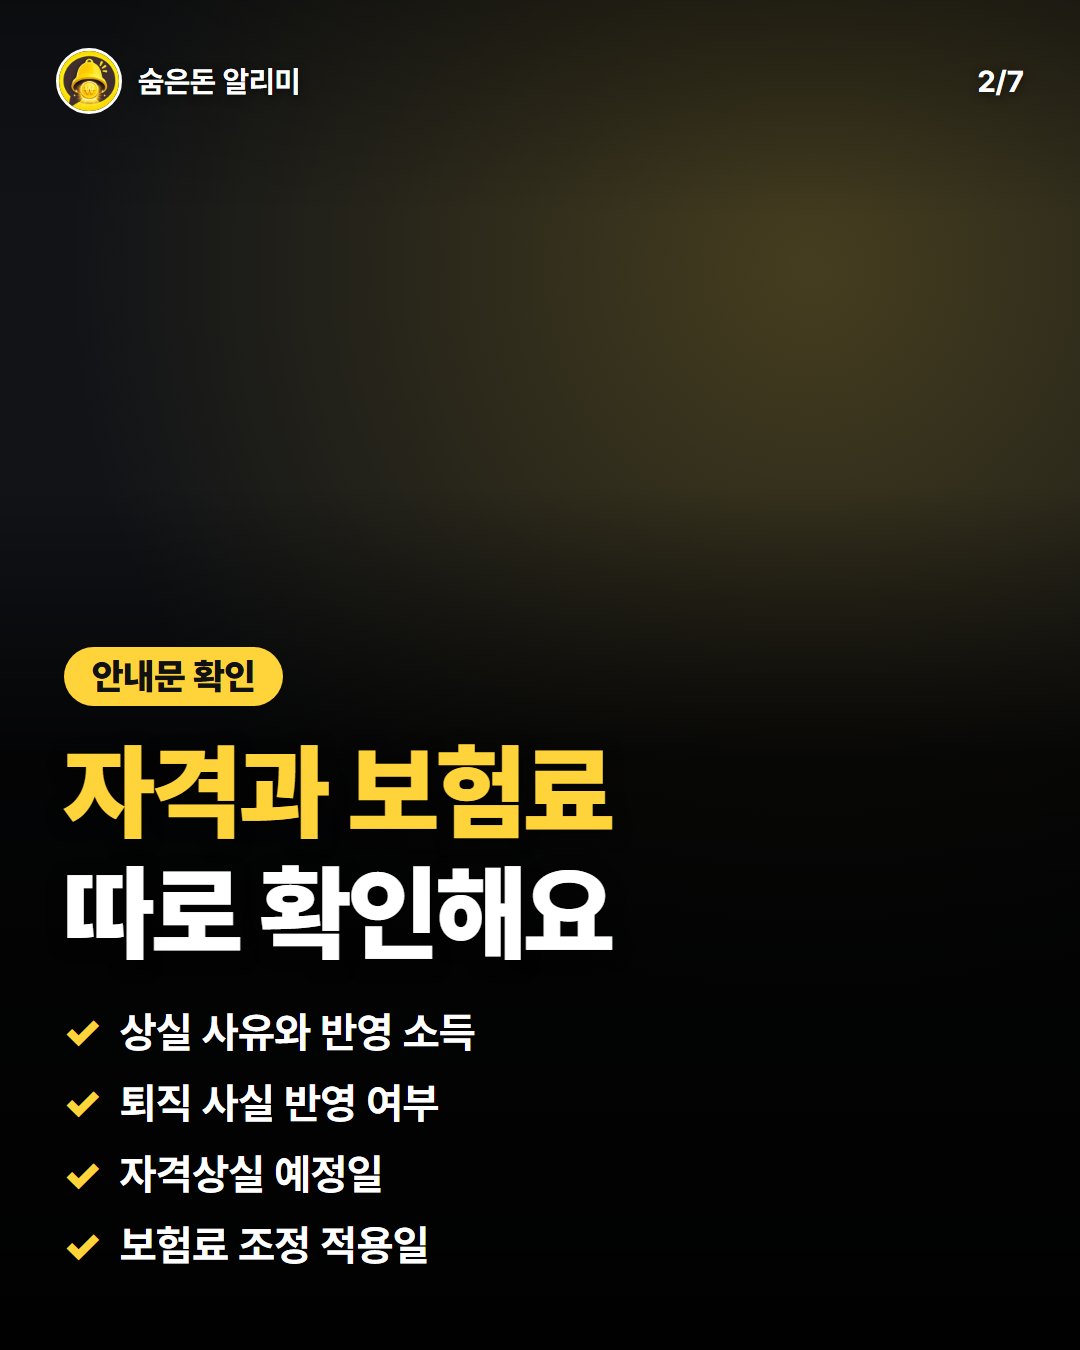 숨은돈 알리미
2/7
안내문 확인
자격과 보험료
따로 확인해요
상실 사유와 반영 소득
퇴직 사실 반영 여부
자격상실 예정일
보험료 조정 적용일